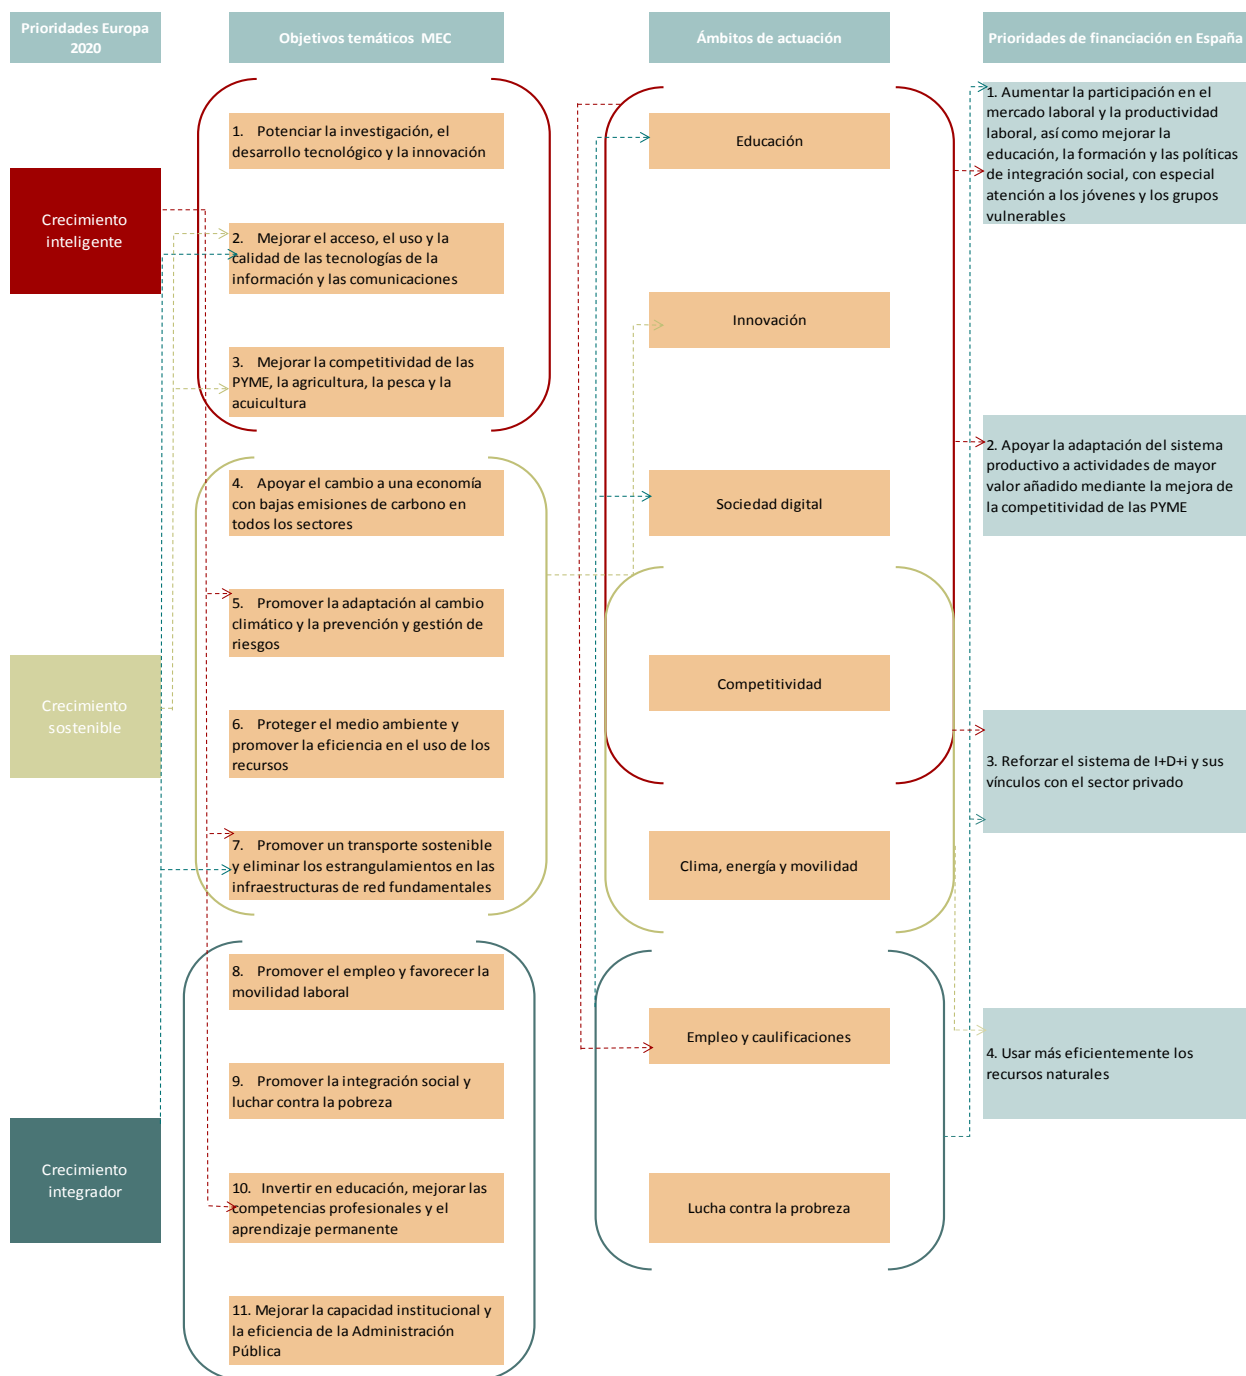 Prioridades Europa
2020
Objetivos temáticos MEC
Ámbitos de actuación
Prioridades de financiación en España
Crecimiento
inteligente
Crecimiento
sostenible
Crecimiento
integrador
1. Potenciar la investigación, el
desarrollo tecnológico y la innovación
2. Mejorar el acceso, el uso y la
calidad de las tecnologías de la
información y las comunicaciones
3. Mejorar la competitividad de las
PYME, la agricultura, la pesca y la
acuicultura
4. Apoyar el cambio a una economía
con bajas emisiones de carbono en
todos los sectores
5. Promover la adaptación al cambio
climático y la prevención y gestión de
riesgos
6. Proteger el medio ambiente y
promover la eficiencia en el uso de los
recursos
7. Promover un transporte sostenible
y eliminar los estrangulamientos en las
infraestructuras de red fundamentales
8. Promover el empleo y favorecer la
movilidad laboral
9. Promover la integración social y
luchar contra la pobreza
10. Invertir en educación, mejorar las
competencias profesionales y el
aprendizaje permanente
11. Mejorar la capacidad institucional y
la eficiencia de la Administración
Pública
Educación
Innovación
Sociedad digital
Competitividad
Clima, energía y movilidad
Empleo y caulificaciones
Lucha contra la probreza
1. Aumentar la participación en el
mercado laboral y la productividad
laboral, así como mejorar la
educación, la formación y las políticas
de integración social, con especial
atención a los jóvenes y los grupos
vulnerables
2. Apoyar la adaptación del sistema
productivo a actividades de mayor
valor añadido mediante la mejora de
la competitividad de las PYME
3. Reforzar el sistema de I+D+i y sus
vínculos con el sector privado
4. Usar más eficientemente los
recursos naturales